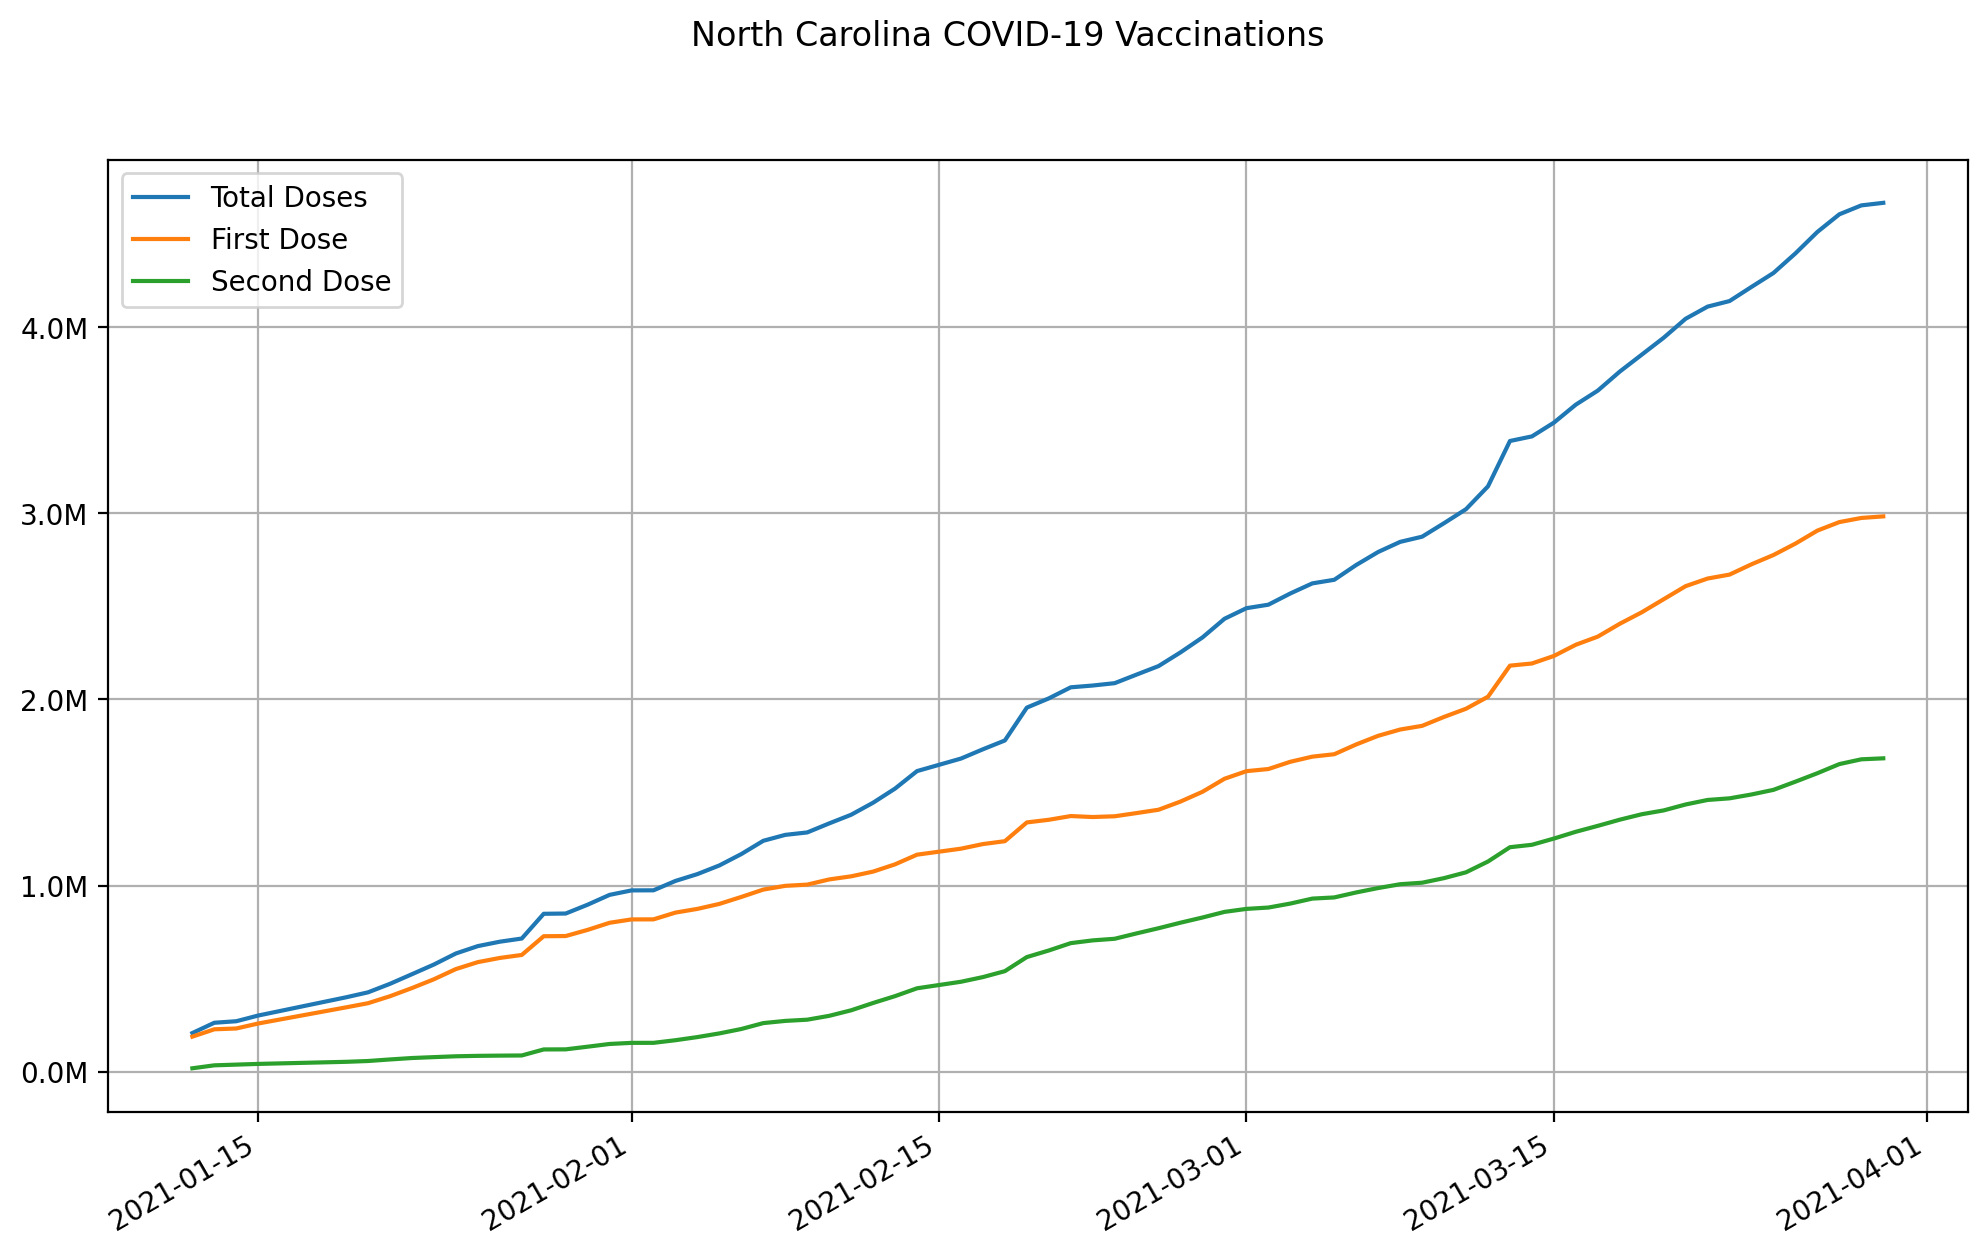 North Carolina COVID-19 Vaccinations
Total Doses
First Dose
Second Dose
4.0M
3.0M
2.0M
1.0M
0.0M
2021-01-15
2021-02-01
2021-02-15
2021-03-01
2021-03-15
2021-04-01